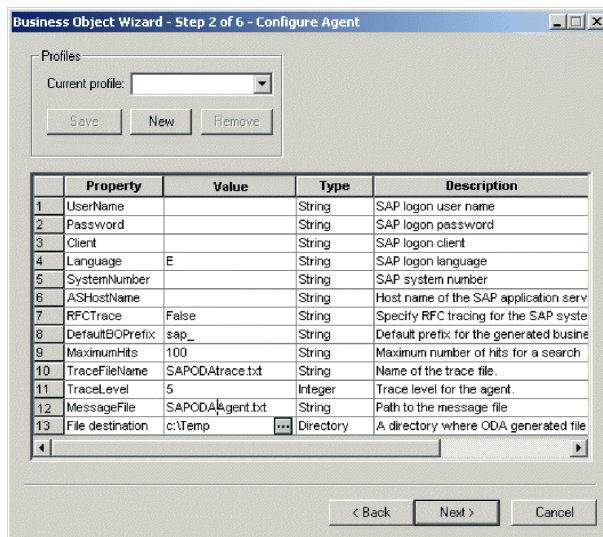 Business Object Wizard - Step 2 of 6 - Configure Agent
Profiles
Current profile:
Save New Remove
Property Value Type Description
1 UserName String SAP logon user name
2 Password String SAP logon password
3 Client String SAP logon client
4 Language E String SAP logon language
5 SystemNumber String SAP system number
6 ASHostName String Host name of the SAP application serv
7 RFCTrace False String Specify RFC tracing for the SAP syste
8 DefaultBOPrefix sap_ String Default prefix for the generated busine
9 MaximumHits 100 String Maximum number of hits for a search
10 TraceFileName SAPODAtrace.txt String Name of the trace file.
11 TraceLevel 5 Integer Trace level for the agent.
12 MessageFile SAPODAAgent.txt String Path to the message file
13 File destination c:\Temp ... Directory A directory where ODA generated file
< Back Next > Cancel